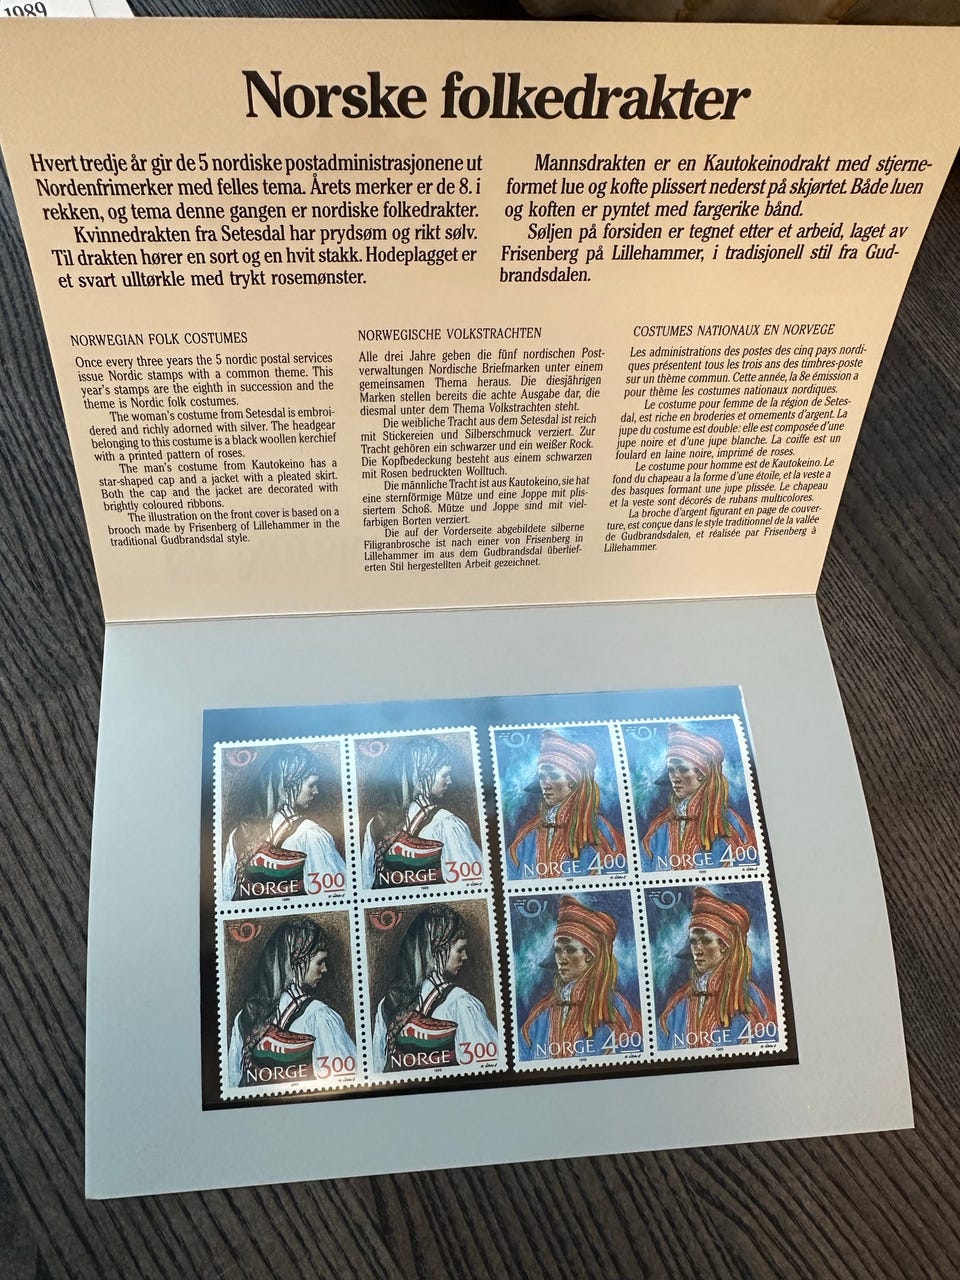 1989
Norske folkedrakter
Hvert tredje år gir de 5 nordiske postadministrasjonene ut
Nordenfrimerker med felles tema. Årets merker er de 8. i
rekken, og tema denne gangen er nordiske folkedrakter.
Kvinnedrakten fra Setesdal har prydsøm og rikt sølv.
Til drakten hører en sort og en hvit stakk. Hodeplagget er
et svart ulltørkle med trykt rosemønster.
Mannsdrakten er en Kautokeinodrakt med stjerne-
formet lue og kofte plissert nederst på skjørtet. Både luen
og koften er pyntet med fargerike bånd.
Søljen på forsiden er tegnet etter et arbeid, laget av
Frisenberg på Lillehammer, i tradisjonell stil fra Gud-
brandsdalen.
NORWEGIAN FOLK COSTUMES
Once every three years the 5 nordic postal services
issue Nordic stamps with a common theme. This
year's stamps are the eighth in succession and the
theme is Nordic folk costumes.
The woman's costume from Setesdal is embroi-
dered and richly adorned with silver. The headgear
belonging to this costume is a black woollen kerchief
with a printed pattern of roses.
The man's costume from Kautokeino has a
star-shaped cap and a jacket with a pleated skirt.
Both the cap and the jacket are decorated with
brightly coloured ribbons.
The illustration on the front cover is based on a
brooch made by Frisenberg of Lillehammer in the
traditional Gudbrandsdal style.
NORWEGISCHE VOLKSTRACHTEN
Alle drei Jahre geben die fünf nordischen Post-
verwaltungen Nordische Briefmarken unter einem
gemeinsamen Thema heraus. Die diesjährigen
Marken stellen bereits die achte Ausgabe dar, die
diesmal unter dem Thema Volkstrachten steht.
Die weibliche Tracht aus dem Setesdal ist reich
mit Stickereien und Silberschmuck verziert. Zur
Tracht gehören ein schwarzer und ein weißer Rock.
Die Kopfbedeckung besteht aus einem schwarzen
mit Rosen bedruckten Wolltuch.
Die männliche Tracht ist aus Kautokeino, sie hat
eine sternförmige Mütze und eine Joppe mit plis-
siertem Schoß. Mütze und Joppe sind mit viel-
farbigen Borten verziert.
Die auf der Vorderseite abgebildete silberne
Filigranbrosche ist nach einer von Frisenberg in
Lillehammer im aus dem Gudbrandsdal überlief-
erten Stil hergestellten Arbeit gezeichnet.
COSTUMES NATIONAUX EN NORVEGE
Les administrations des postes des cinq pays nordi-
ques présentent tous les trois ans des timbres-poste
sur un thème commun. Cette année, la 8e émission a
pour thème les costumes nationaux nordiques.
Le costume pour femme de la région de Setes-
dal, est riche en broderies et ornements d'argent. La
jupe du costume est double: elle est composée d'une
jupe noire et d'une jupe blanche. La coiffe est un
foulard en laine noire, imprimé de roses.
Le costume pour homme est de Kautokeino. Le
fond du chapeau a la forme d'une étoile, et la veste a
des basques formant une jupe plissée. Le chapeau
et la veste sont décorés de rubans multicolores.
La broche d'argent figurant en page de couver-
ture, est conçue dans le style traditionnel de la vallée
de Gudbrandsdalen, et réalisée par Frisenberg à
Lillehammer.
NORGE 3.00
NORGE 3.00
NORGE 4.00
NORGE 4.00
NORGE 3.00
NORGE 3.00
NORGE 4.00
NORGE 4.00